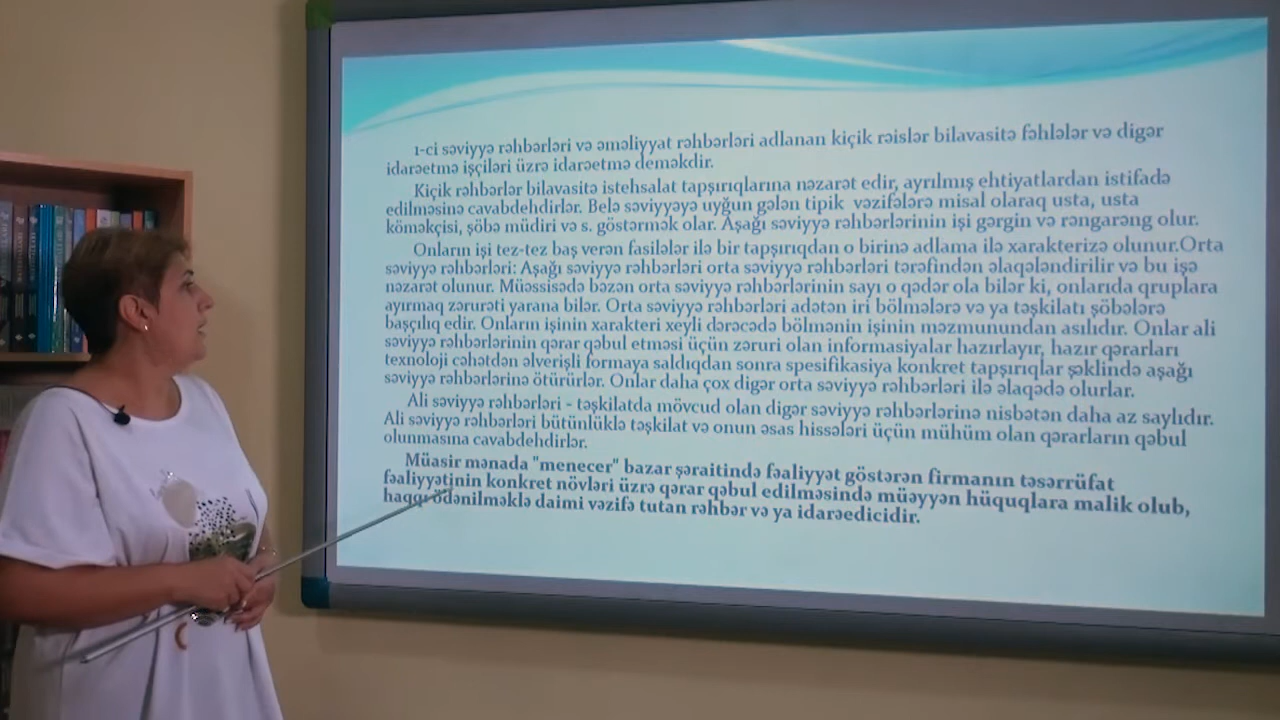 1-ci səviyyə rəhbərləri və əməliyyat rəhbərləri adlanan kiçik rəislər bilavasitə fəhlələr və digər
idarəetmə işçiləri üzrə idarəetmə deməkdir.
Kiçik rəhbərlər bilavasitə istehsalat tapşırıqlarına nəzarət edir, ayrılmış ehtiyatlardan istifadə
edilməsinə cavabdehdirlər. Belə səviyyəyə uyğun gələn tipik vəzifələrə misal olaraq usta, usta
köməkçisi, şöbə müdiri və s. göstərmək olar. Aşağı səviyyə rəhbərlərinin işi gərgin və rəngarəng olur.
Onların işi tez-tez baş verən fasilələr ilə bir tapşırıqdan o birinə adlama ilə xarakterizə olunur.Orta
səviyyə rəhbərləri: Aşağı səviyyə rəhbərləri orta səviyyə rəhbərləri tərəfindən əlaqələndirilir və bu işə
nəzarət olunur. Müəssisədə bəzən orta səviyyə rəhbərlərinin sayı o qədər ola bilər ki, onlarıda qruplara
ayırmaq zərurəti yarana bilər. Orta səviyyə rəhbərləri adətən iri bölmələrə və ya təşkilatı şöbələrə
başçılıq edir. Onların işinin xarakteri xeyli dərəcədə bölmənin işinin məzmunundan asılıdır. Onlar ali
səviyyə rəhbərlərinin qərar qəbul etməsi üçün zəruri olan informasiyalar hazırlayır, hazır qərarları
texnoloji cəhətdən əlverişli formaya saldıqdan sonra spesifikasiya konkret tapşırıqlar şəklində aşağı
səviyyə rəhbərlərinə ötürürlər. Onlar daha çox digər orta səviyyə rəhbərləri ilə əlaqədə olurlar.
Ali səviyyə rəhbərləri - təşkilatda mövcud olan digər səviyyə rəhbərlərinə nisbətən daha az saylıdır.
Ali səviyyə rəhbərləri bütünlüklə təşkilat və onun əsas hissələri üçün mühüm olan qərarların qəbul
olunmasına cavabdehdirlər.
Müasir mənada "menecer" bazar şəraitində fəaliyyət göstərən firmanın təsərrüfat
fəaliyyətinin konkret növləri üzrə qərar qəbul edilməsində müəyyən hüquqlara malik olub,
haqqı ödənilməklə daimi vəzifə tutan rəhbər və ya idarəedicidir.